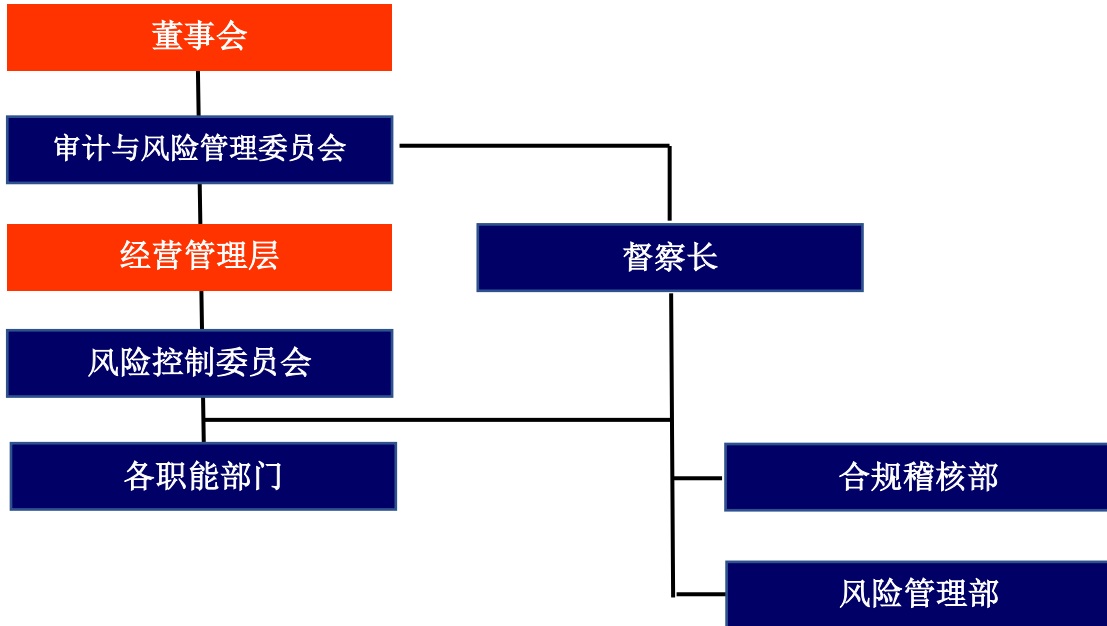 董事会
审计与风险管理委员会
经营管理层
督察长
风险控制委员会
各职能部门
合规稽核部
风险管理部